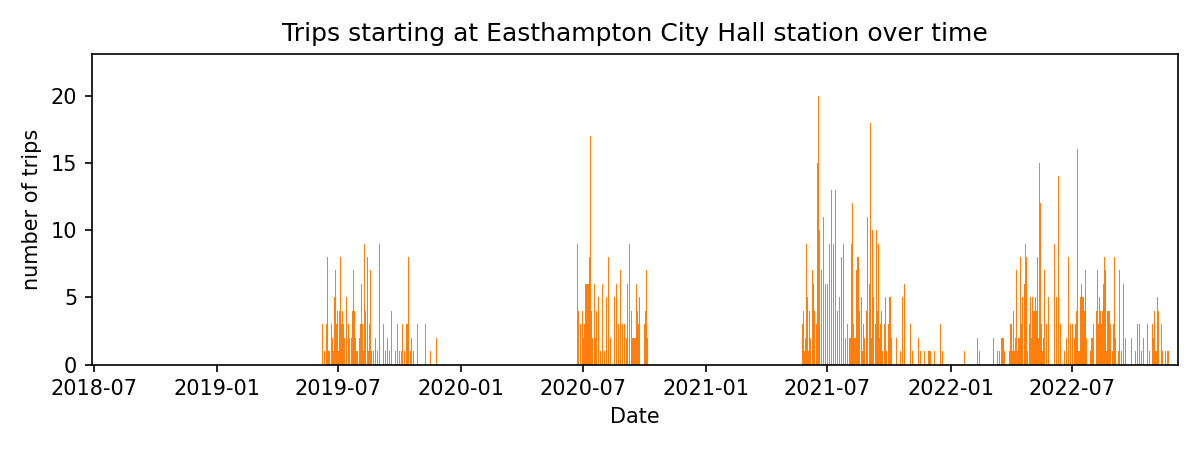 Trips starting at Easthampton City Hall station over time
number of trips
20
15
10
5
0
2018-07 2019-01 2019-07 2020-01 2020-07 2021-01 2021-07 2022-01 2022-07
Date